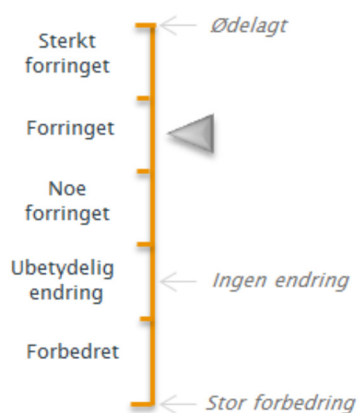 Ødelagt
Sterkt
forringet
Forringet
Noe
forringet
Ubetydelig
endring
Ingen endring
Forbedret
Stor forbedring